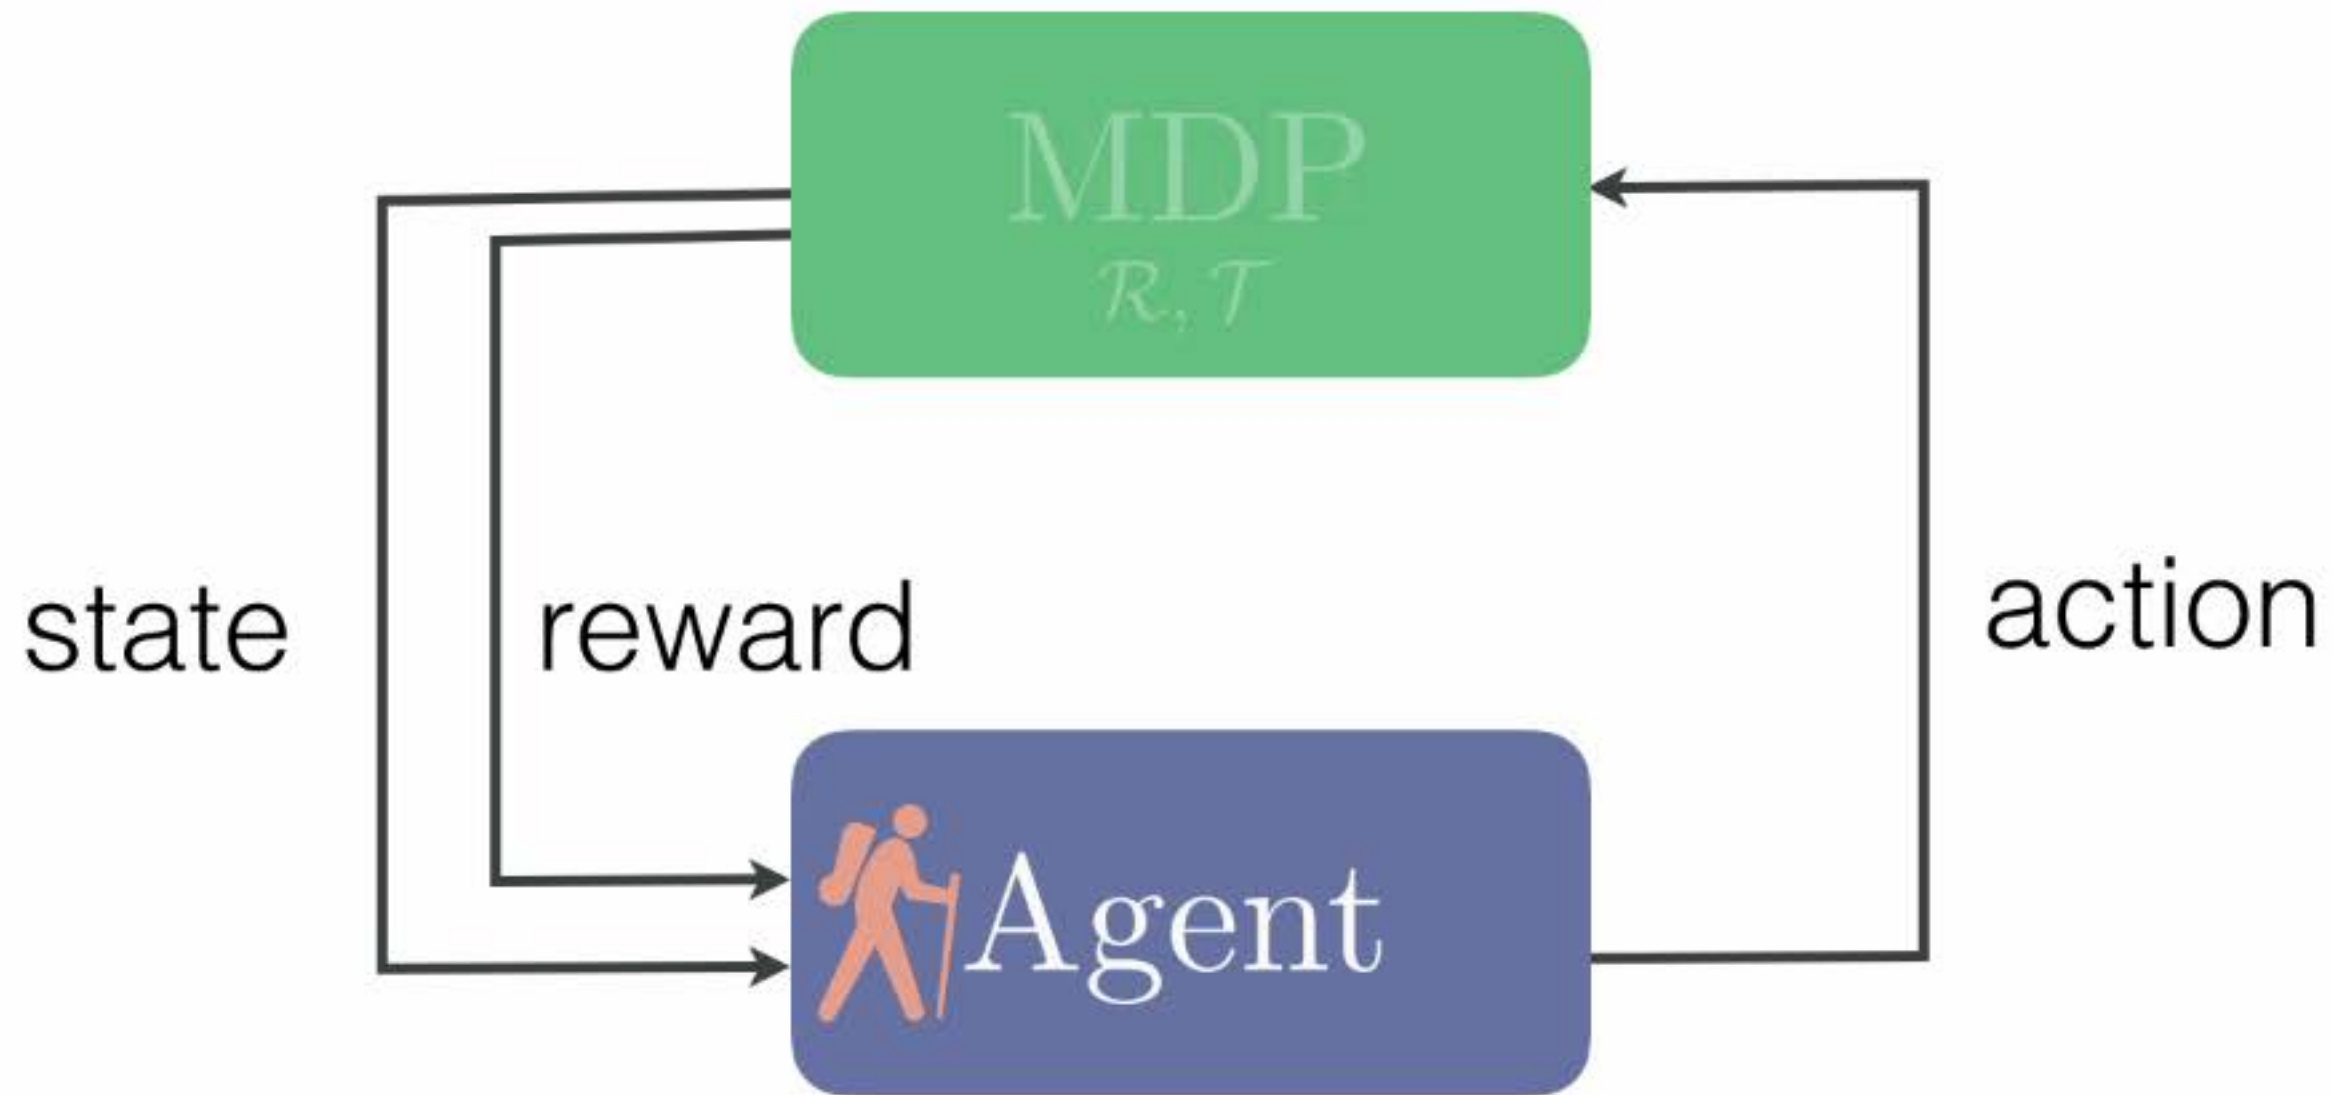 MDP
ℛ, 𝒯
state
reward
action
Agent